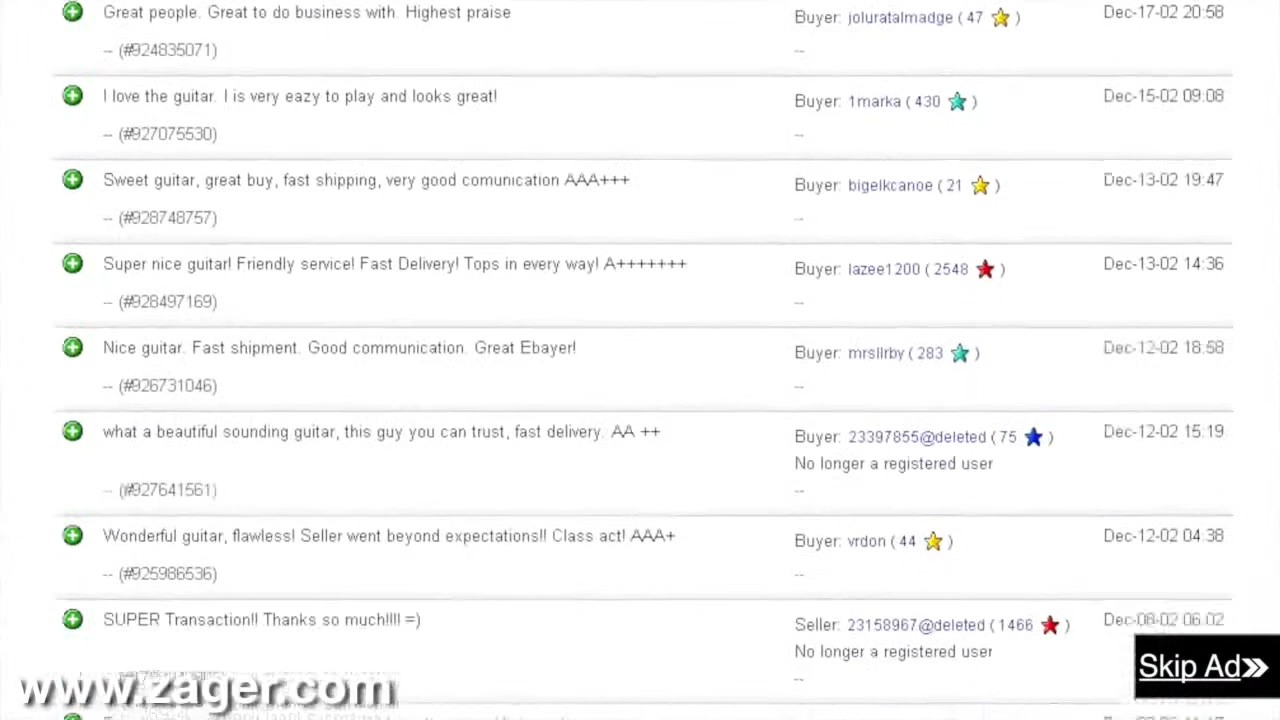 Great people. Great to do business with. Highest praise
Buyer: joluratalmadge ( 47 )
Dec-17-02 20:58
-- (#924835071)
--
I love the guitar. I is very eazy to play and looks great!
Buyer: 1marka ( 430 )
Dec-15-02 09:08
-- (#927075530)
--
Sweet guitar, great buy, fast shipping, very good comunication AAA+++
Buyer: bigelkcanoe ( 21 )
Dec-13-02 19:47
-- (#928748757)
--
Super nice guitar! Friendly service! Fast Delivery! Tops in every way! A+++++++
Buyer: lazee1200 ( 2548 )
Dec-13-02 14:36
-- (#928497169)
--
Nice guitar. Fast shipment. Good communication. Great Ebayer!
Buyer: mrsllrby ( 283 )
Dec-12-02 18:58
-- (#926731046)
--
what a beautiful sounding guitar, this guy you can trust, fast delivery. AA ++
Buyer: 23397855@deleted ( 75 )
No longer a registered user
Dec-12-02 15:19
-- (#927641561)
--
Wonderful guitar, flawless! Seller went beyond expectations!! Class act! AAA+
Buyer: vrdon ( 44 )
Dec-12-02 04:38
-- (#925986536)
--
SUPER Transaction!! Thanks so much!!!! =)
Seller: 23158967@deleted ( 1466 )
No longer a registered user
Dec-08-02 06:02
--
Skip Ad
www.zager.com